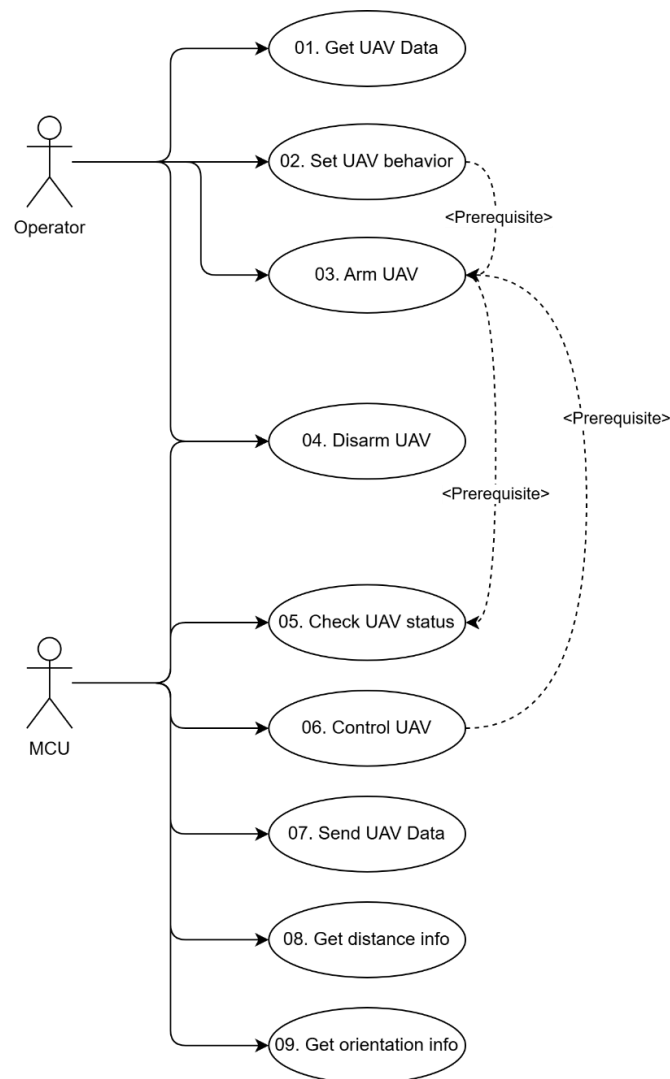 01. Get UAV Data
Operator
02. Set UAV behavior
<Prerequisite>
03. Arm UAV
<Prerequisite>
04. Disarm UAV
<Prerequisite>
05. Check UAV status
MCU
06. Control UAV
07. Send UAV Data
08. Get distance info
09. Get orientation info